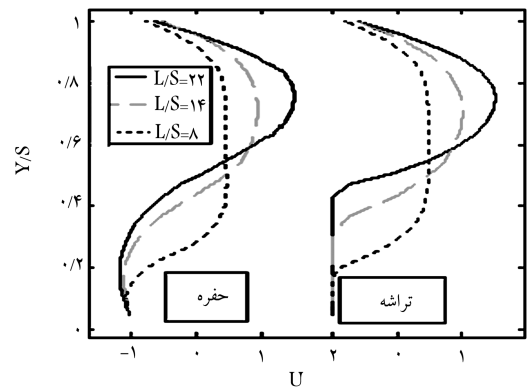 ۱
۰/۸
۰/۶
۰/۴
۰/۲
۰
Y/S
L/S=۲۲
L/S=۱۴
L/S=۸
حفره
تراشه
-۱ ۰ ۱ ۲ ۰ ۱
U